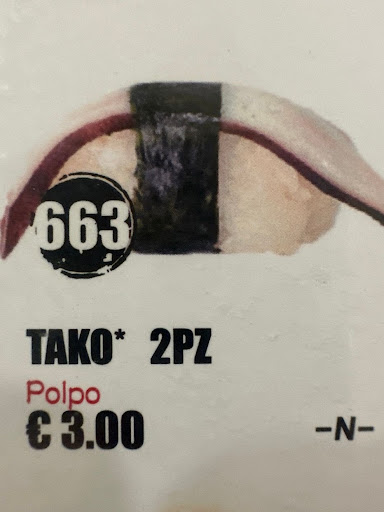 663
TAKO* 2PZ
Polpo
€ 3.00 -N-